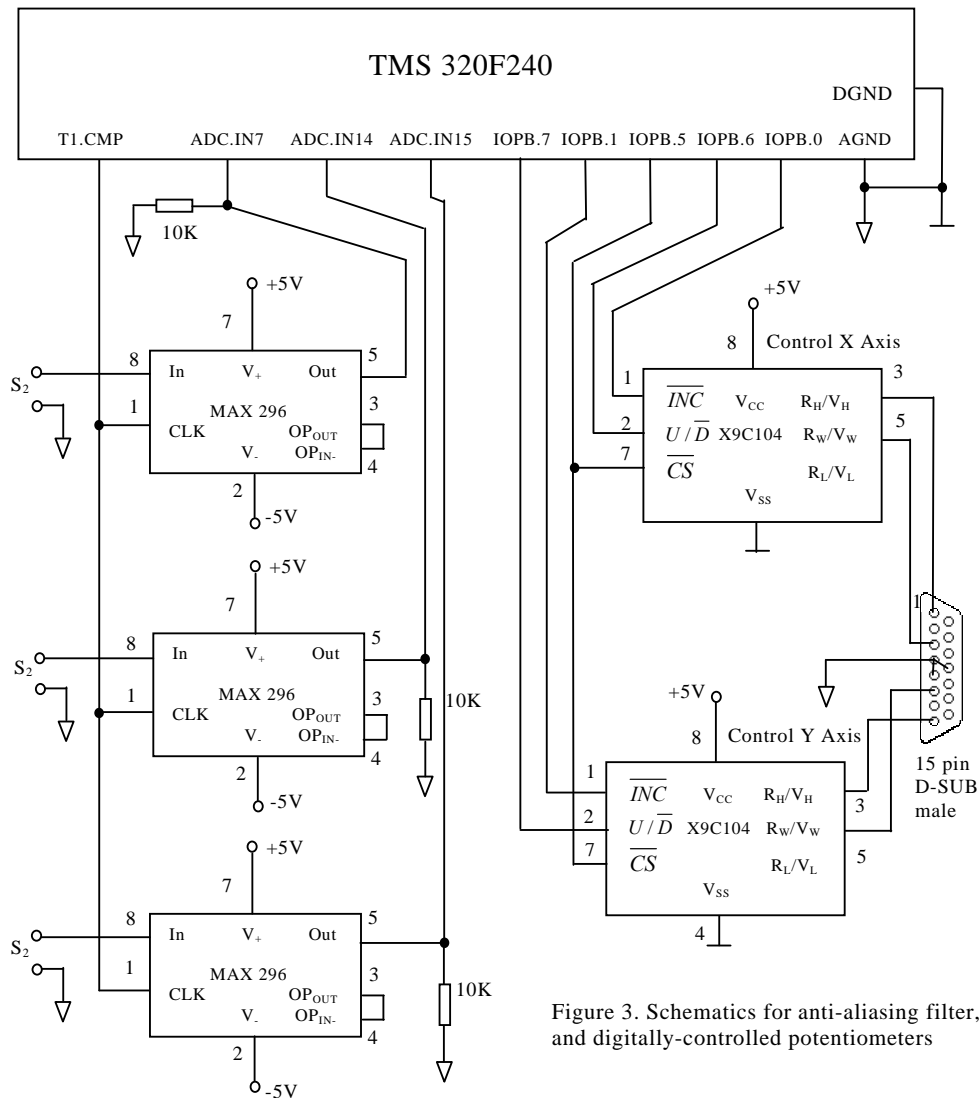 TMS 320F240
DGND
T1.CMP ADC.IN7 ADC.IN14 ADC.IN15 IOPB.7 IOPB.1 IOPB.5 IOPB.6 IOPB.0 AGND
10K
+5V
7
8 In V+ Out 5
S2
MAX 296
3
1 CLK OPOUT
V- OPIN-
4
2
-5V
+5V
7
8 In V+ Out 5
S2
MAX 296
3
1 CLK OPOUT
V- OPIN-
4
10K
2
-5V
+5V
7
8 In V+ Out 5
S2
MAX 296
3
1 CLK OPOUT
V- OPIN-
4
10K
2
-5V
+5V
8 Control X Axis
1 INC VCC RH/VH 3
2 U/D X9C104 RW/VW 5
7 CS RL/VL
VSS
1
+5V
8 Control Y Axis
1 INC VCC RH/VH 3
2 U/D X9C104 RW/VW 5
7 CS RL/VL
VSS
4
15 pin
D-SUB
male
Figure 3. Schematics for anti-aliasing filter,
and digitally-controlled potentiometers